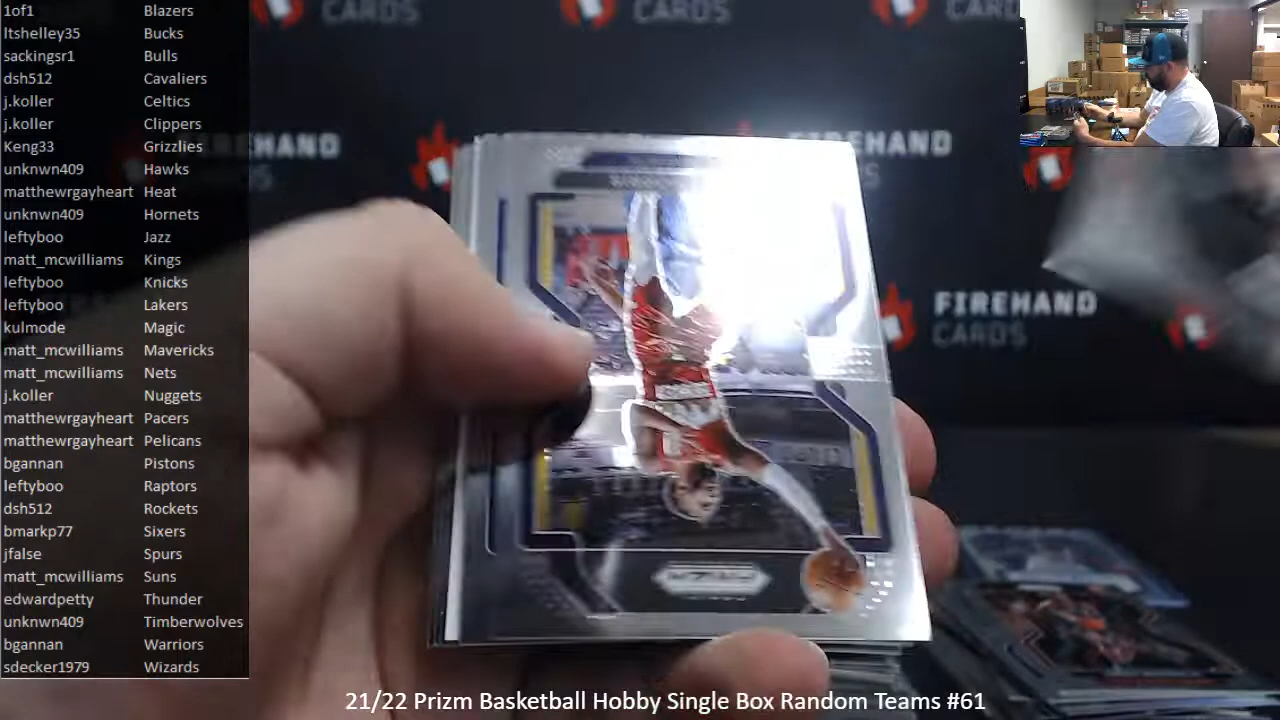 1of1 Blazers
ltshelley35 Bucks
sackingsr1 Bulls
dsh512 Cavaliers
j.koller Celtics
j.koller Clippers
Keng33 Grizzlies
unknwn409 Hawks
matthewrgayheart Heat
unknwn409 Hornets
leftyboo Jazz
matt_mcwilliams Kings
leftyboo Knicks
leftyboo Lakers
kulmode Magic
matt_mcwilliams Mavericks
matt_mcwilliams Nets
j.koller Nuggets
matthewrgayheart Pacers
matthewrgayheart Pelicans
bgannan Pistons
leftyboo Raptors
dsh512 Rockets
bmarkp77 Sixers
jfalse Spurs
matt_mcwilliams Suns
edwardpetty Thunder
unknwn409 Timberwolves
bgannan Warriors
sdecker1979 Wizards
CARDS
CARDS
CARD
FIREHAND
FIREHAND
CARDS
PRIZM
21/22 Prizm Basketball Hobby Single Box Random Teams #61